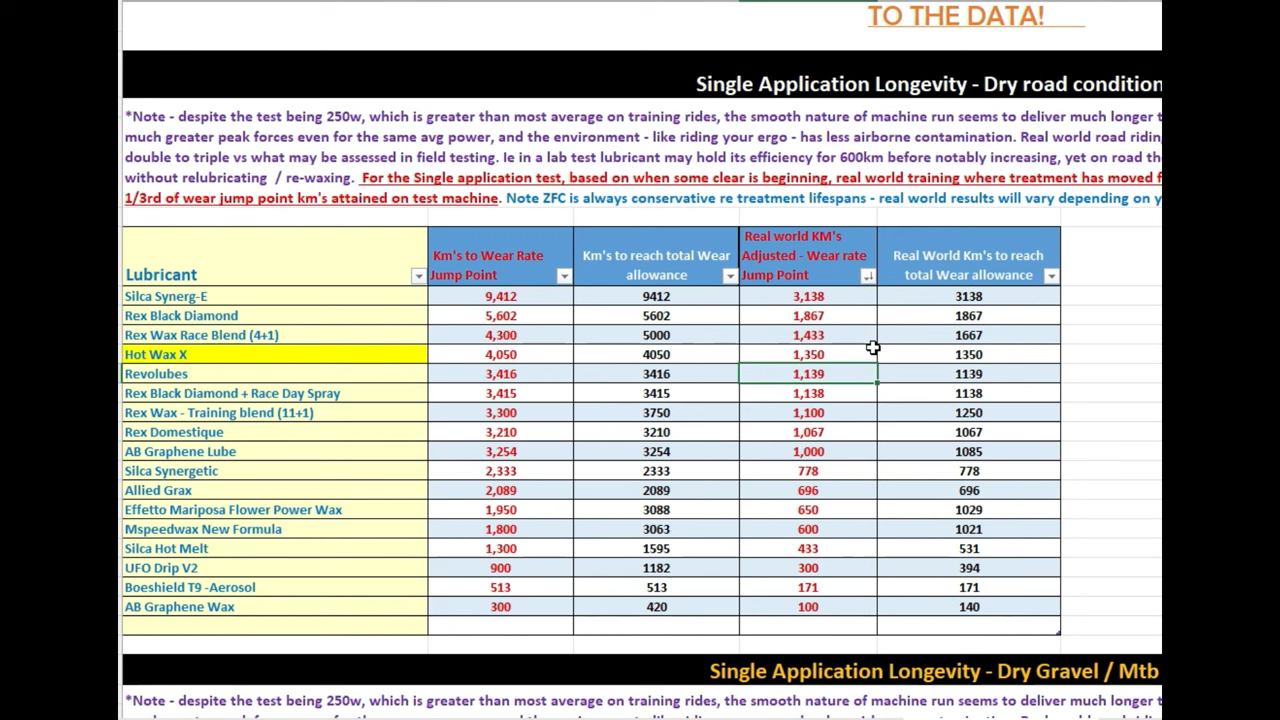 TO THE DATA!
Single Application Longevity - Dry road condition
*Note - despite the test being 250w, which is greater than most average on training rides, the smooth nature of machine run seems to deliver much longer t
much greater peak forces even for the same avg power, and the environment - like riding your ergo - has less airborne contamination. Real world road ridin
double to triple vs what may be assessed in field testing. Ie in a lab test lubricant may hold its efficiency for 600km before notably increasing, yet on road th
without relubricating / re-waxing. For the Single application test, based on when some clear is beginning, real world training where treatment has moved f
1/3rd of wear jump point km's attained on test machine. Note ZFC is always conservative re treatment lifespans - real world results will vary depending on y
Lubricant Km's to Wear Rate Jump Point Km's to reach total Wear allowance Real world KM's Adjusted - Wear rate Jump Point Real World Km's to reach total Wear allowance
Silca Synerg-E 9,412 9412 3,138 3138
Rex Black Diamond 5,602 5602 1,867 1867
Rex Wax Race Blend (4+1) 4,300 5000 1,433 1667
Hot Wax X 4,050 4050 1,350 1350
Revolubes 3,416 3416 1,139 1139
Rex Black Diamond + Race Day Spray 3,415 3415 1,138 1138
Rex Wax - Training blend (11+1) 3,300 3750 1,100 1250
Rex Domestique 3,210 3210 1,067 1067
AB Graphene Lube 3,254 3254 1,000 1085
Silca Synergetic 2,333 2333 778 778
Allied Grax 2,089 2089 696 696
Effetto Mariposa Flower Power Wax 1,950 3088 650 1029
Mspeedwax New Formula 1,800 3063 600 1021
Silca Hot Melt 1,300 1595 433 531
UFO Drip V2 900 1182 300 394
Boeshield T9 -Aerosol 513 513 171 171
AB Graphene Wax 300 420 100 140
Single Application Longevity - Dry Gravel / Mtb
*Note - despite the test being 250w, which is greater than most average on training rides, the smooth nature of machine run seems to deliver much longer t